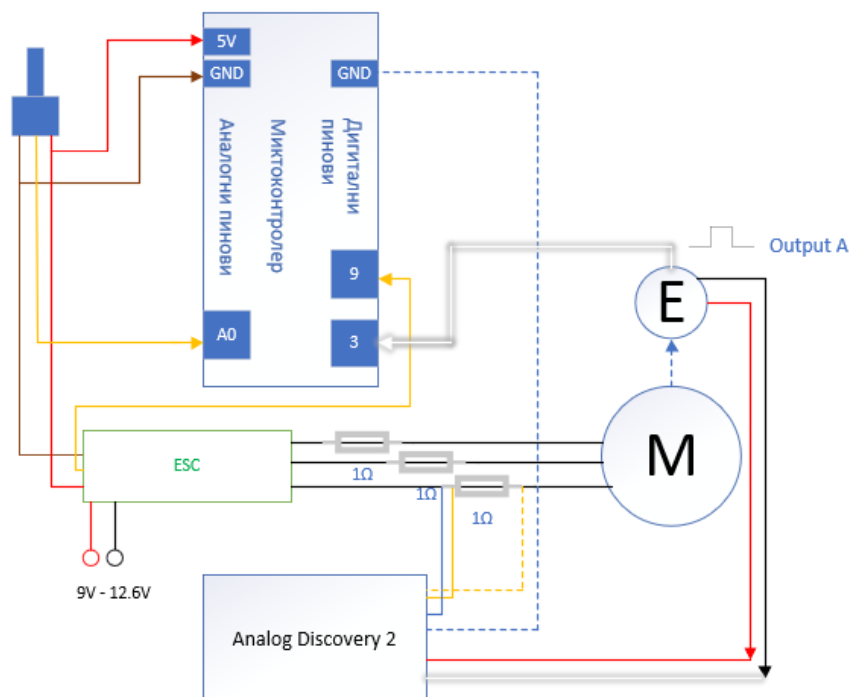 5V
GND
GND
Аналогни пинови
Миктоконтролер
Дигитални
пинови
9
Output A
E
A0
3
M
ESC
1Ω
1Ω
1Ω
9V - 12.6V
Analog Discovery 2